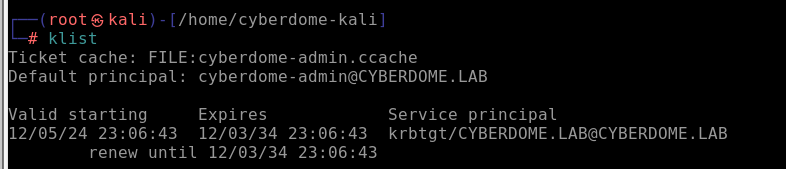 ┌──(root㉿kali)-[/home/cyberdome-kali]
└─# klist
Ticket cache: FILE:cyberdome-admin.ccache
Default principal: cyberdome-admin@CYBERDOME.LAB
Valid starting     Expires            Service principal
12/05/24 23:06:43  12/03/34 23:06:43  krbtgt/CYBERDOME.LAB@CYBERDOME.LAB
        renew until 12/03/34 23:06:43